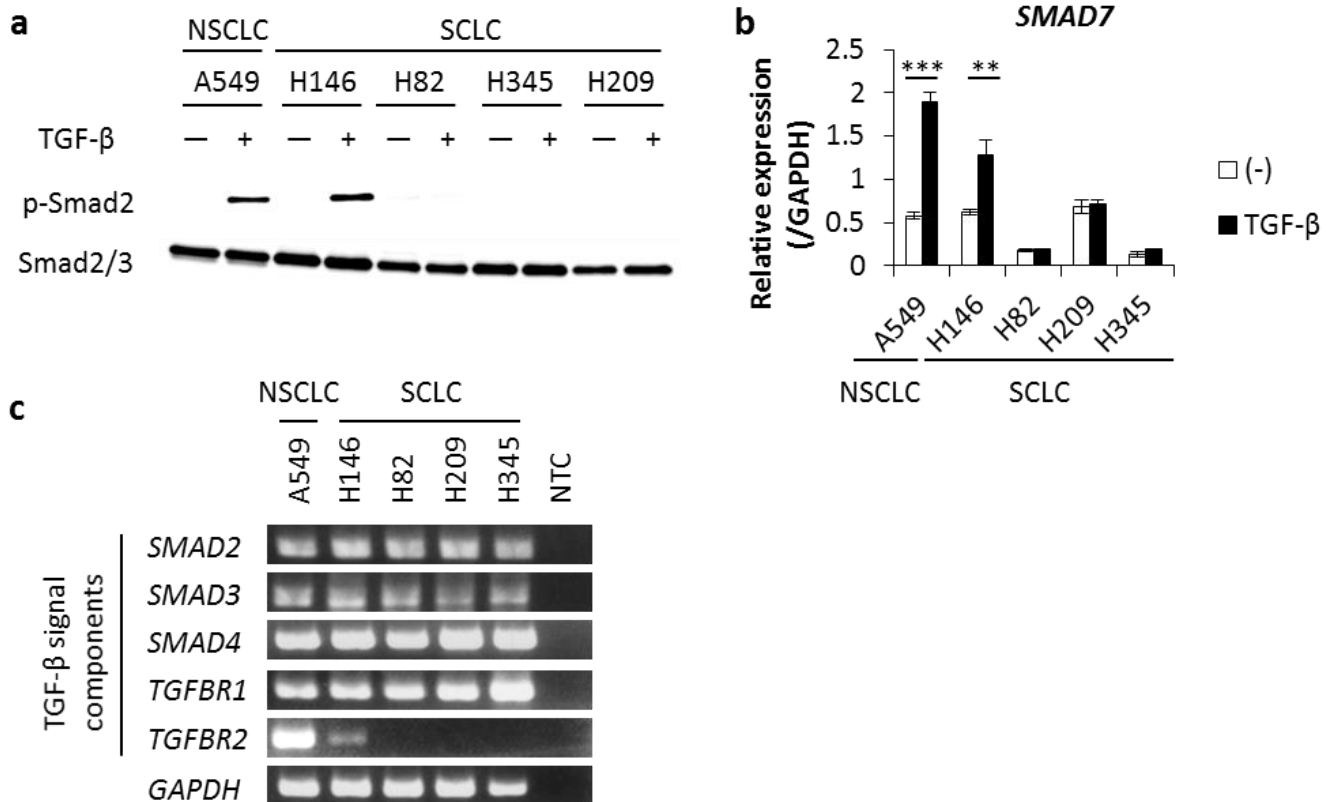 a
NSCLC SCLC
A549 H146 H82 H345 H209
TGF-β — + — + — + — + — +
p-Smad2
Smad2/3
b
SMAD7
Relative expression
(/GAPDH)
2.5
2
1.5
1
0.5
0
*** **
(-)
TGF-β
A549 H146 H82 H209 H345
NSCLC SCLC
c
NSCLC SCLC
A549 H146 H82 H209 H345 NTC
TGF-β signal
components
SMAD2
SMAD3
SMAD4
TGFBR1
TGFBR2
GAPDH